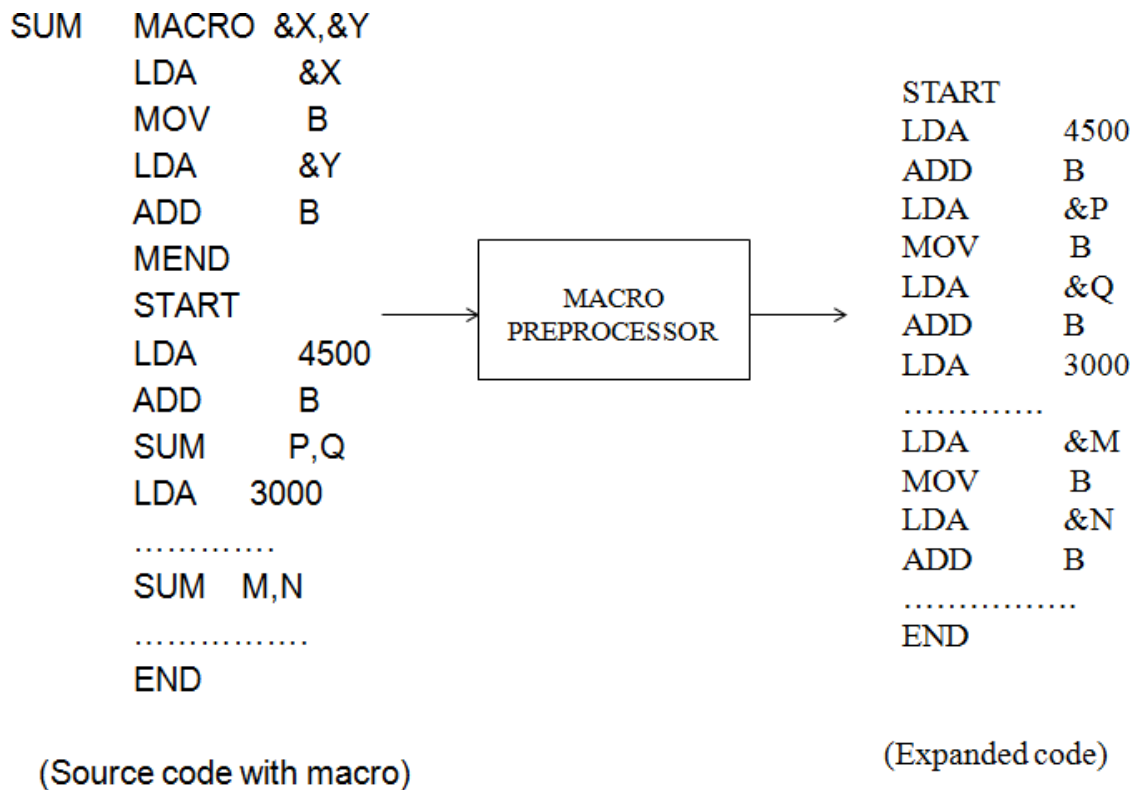 SUM MACRO &X,&Y
LDA &X
MOV B
LDA &Y
ADD B
MEND
START
LDA 4500
ADD B
SUM P,Q
LDA 3000
………….
SUM M,N
…………….
END
(Source code with macro)
MACRO
PREPROCESSOR
START
LDA 4500
ADD B
LDA &P
MOV B
LDA &Q
ADD B
LDA 3000
………….
LDA &M
MOV B
LDA &N
ADD B
…………….
END
(Expanded code)